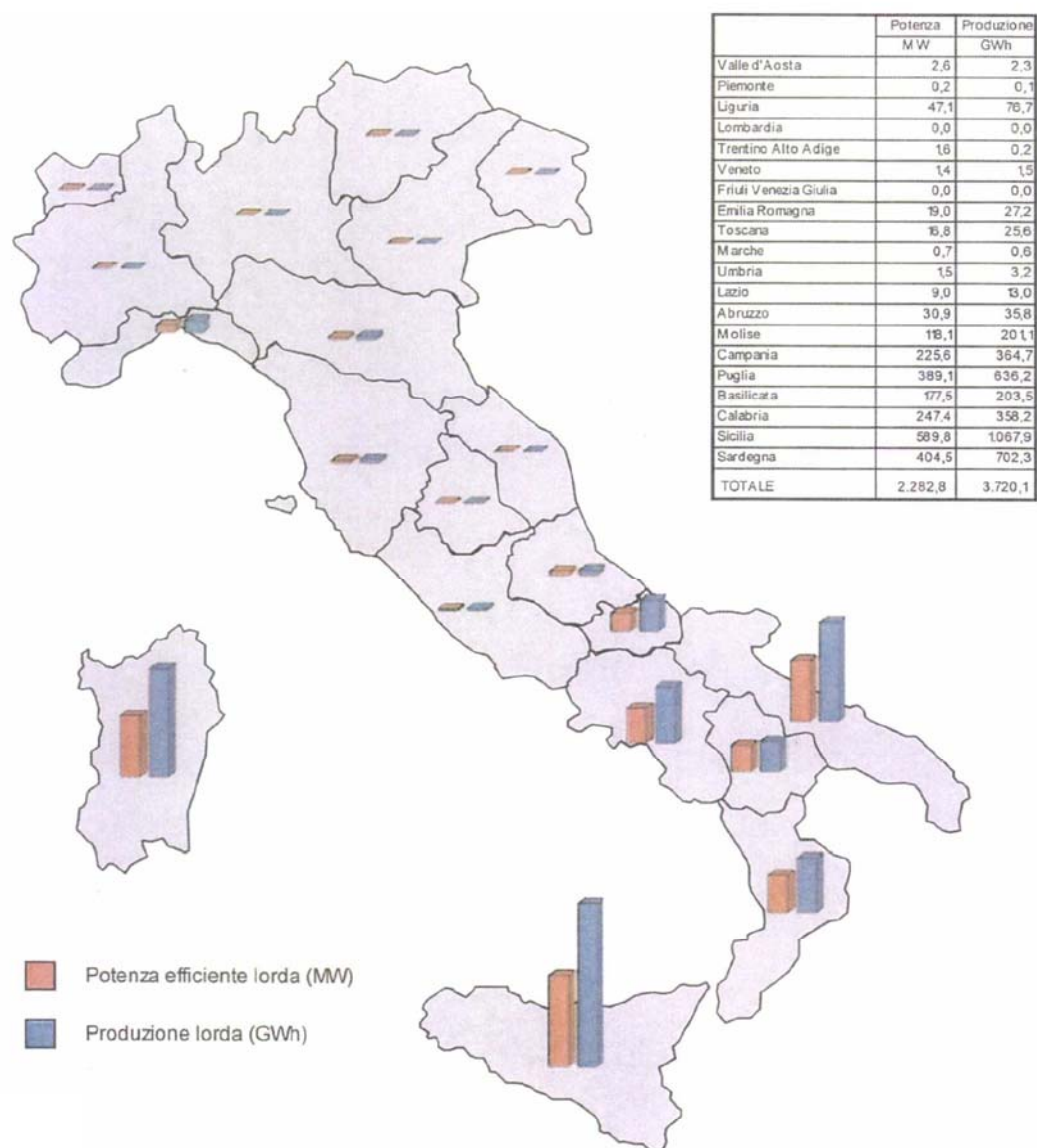 Potenza Produzione
MW GWh
Valle d'Aosta 2,6 2,3
Piemonte 0,2 0,1
Liguria 47,1 76,7
Lombardia 0,0 0,0
Trentino Alto Adige 1,6 0,2
Veneto 1,4 1,5
Friuli Venezia Giulia 0,0 0,0
Emilia Romagna 19,0 27,2
Toscana 16,8 25,6
Marche 0,7 0,6
Umbria 1,5 3,2
Lazio 9,0 13,0
Abruzzo 30,9 35,8
Molise 118,1 201,1
Campania 225,6 364,7
Puglia 389,1 636,2
Basilicata 177,5 203,5
Calabria 247,4 358,2
Sicilia 589,8 1.067,9
Sardegna 404,5 702,3
TOTALE 2.282,8 3.720,1
Potenza efficiente lorda (MW)
Produzione lorda (GWh)